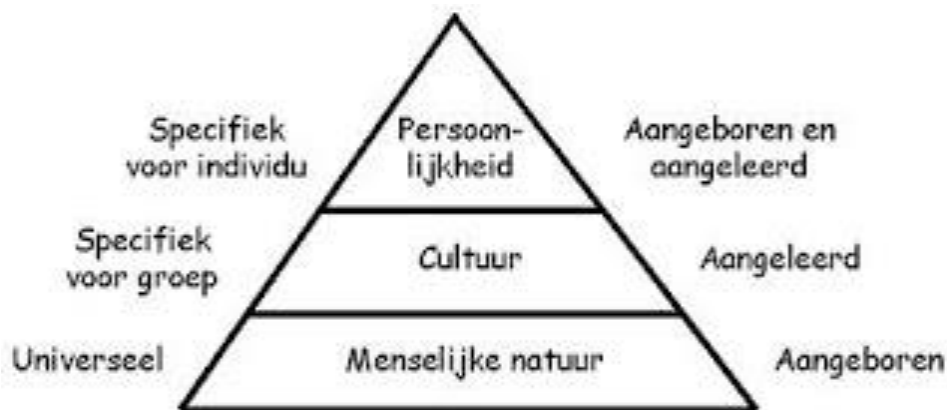 Specifiek
voor individu
Persoon-
lijkheid
Aangeboren en
aangeleerd
Specifiek
voor groep
Cultuur
Aangeleerd
Universeel
Menselijke natuur
Aangeboren